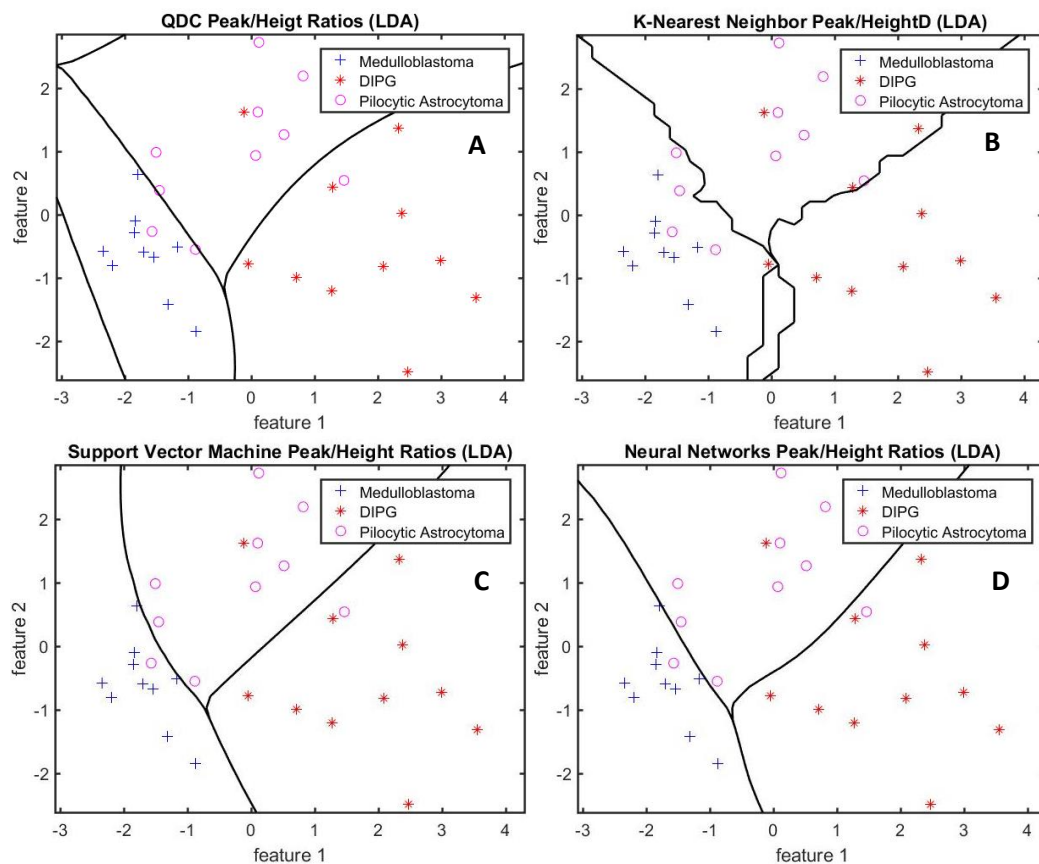 QDC Peak/Heigt Ratios (LDA)
Medulloblastoma
DIPG
Pilocytic Astrocytoma
A
feature 2
2
1
0
-1
-2
-3 -2 -1 0 1 2 3 4
feature 1
K-Nearest Neighbor Peak/HeightD (LDA)
Medulloblastoma
DIPG
Pilocytic Astrocytoma
B
feature 2
2
1
0
-1
-2
-3 -2 -1 0 1 2 3 4
feature 1
Support Vector Machine Peak/Height Ratios (LDA)
Medulloblastoma
DIPG
Pilocytic Astrocytoma
C
feature 2
2
1
0
-1
-2
-3 -2 -1 0 1 2 3 4
feature 1
Neural Networks Peak/Height Ratios (LDA)
Medulloblastoma
DIPG
Pilocytic Astrocytoma
D
feature 2
2
1
0
-1
-2
-3 -2 -1 0 1 2 3 4
feature 1